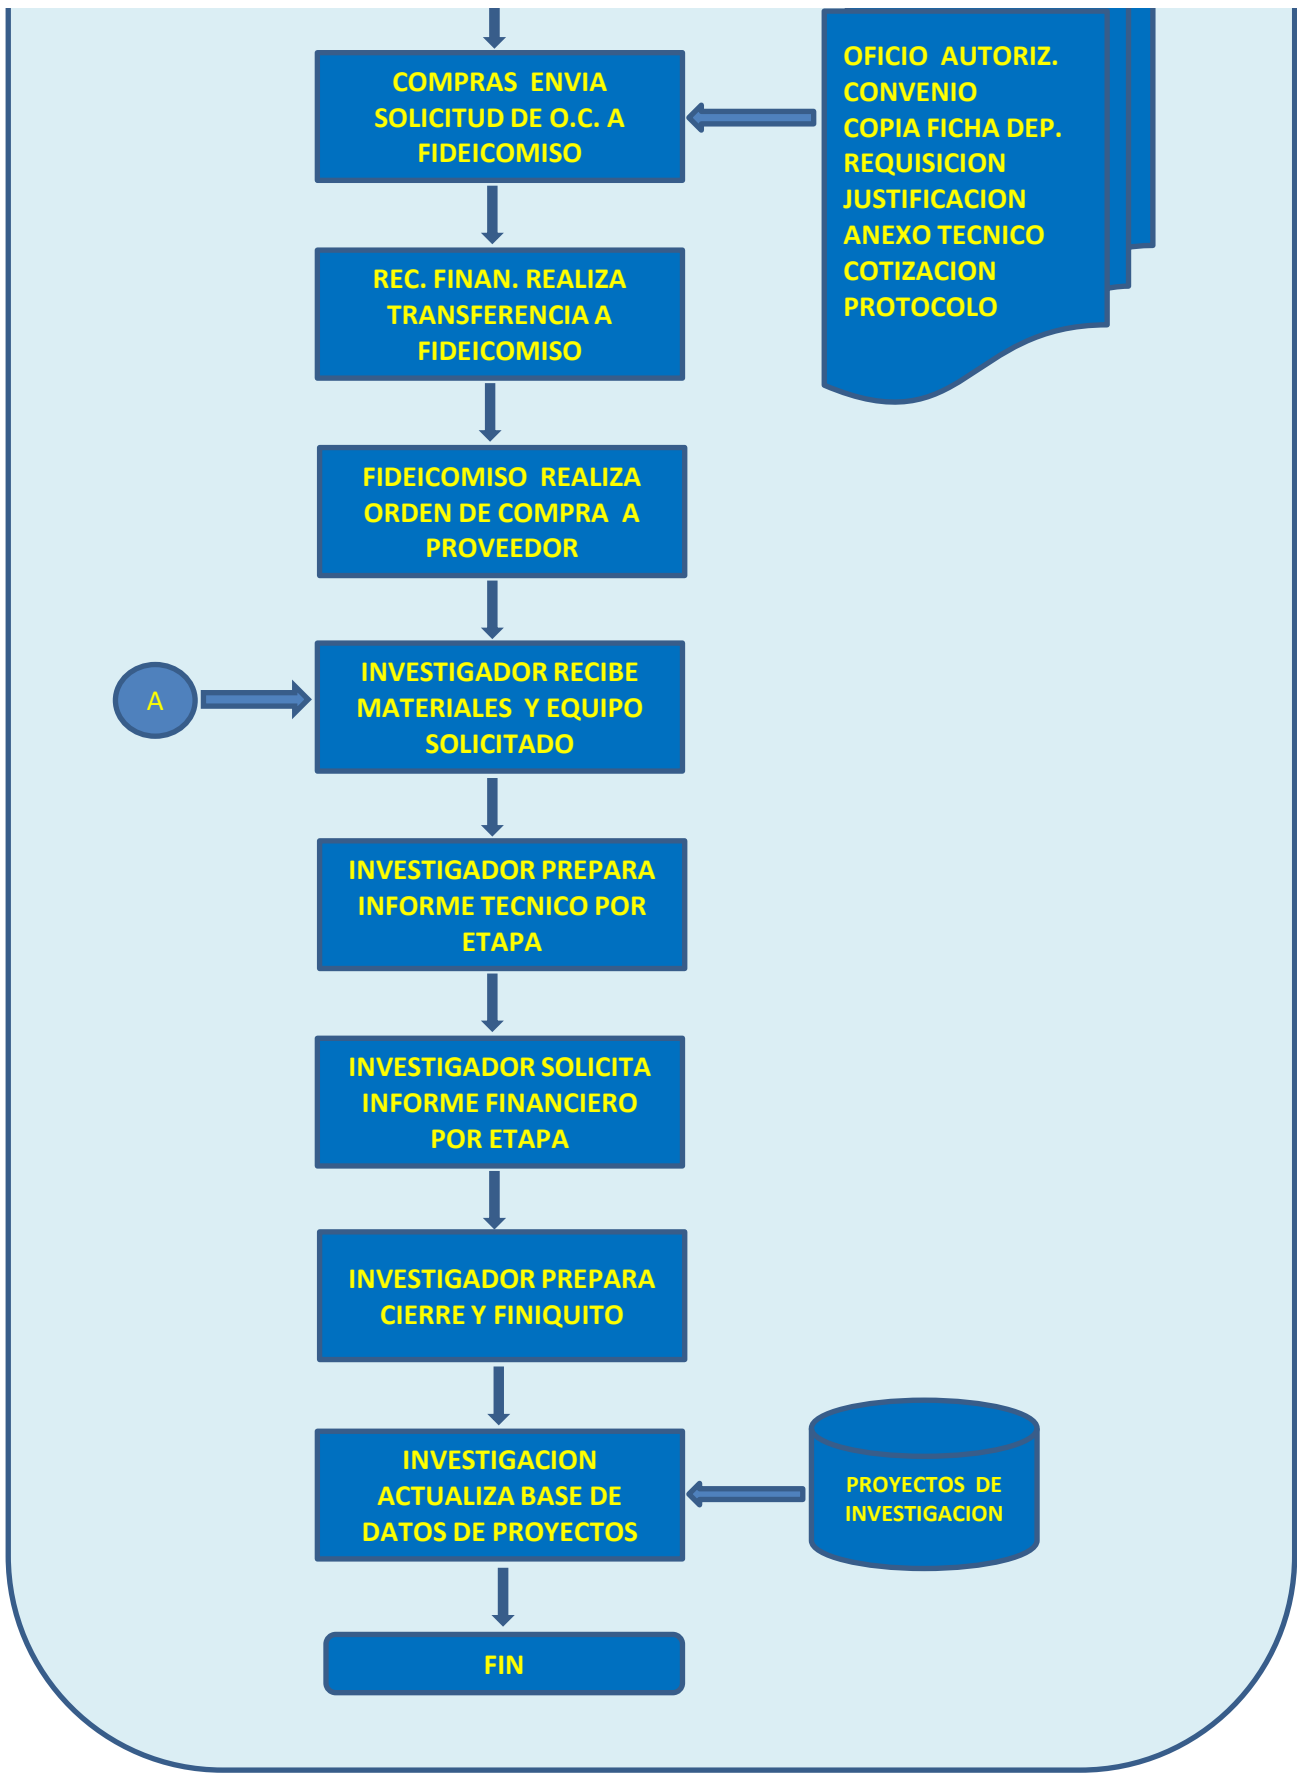 COMPRAS ENVIA
SOLICITUD DE O.C. A
FIDEICOMISO
OFICIO AUTORIZ.
CONVENIO
COPIA FICHA DEP.
REQUISICION
JUSTIFICACION
ANEXO TECNICO
COTIZACION
PROTOCOLO
REC. FINAN. REALIZA
TRANSFERENCIA A
FIDEICOMISO
FIDEICOMISO REALIZA
ORDEN DE COMPRA A
PROVEEDOR
A
INVESTIGADOR RECIBE
MATERIALES Y EQUIPO
SOLICITADO
INVESTIGADOR PREPARA
INFORME TECNICO POR
ETAPA
INVESTIGADOR SOLICITA
INFORME FINANCIERO
POR ETAPA
INVESTIGADOR PREPARA
CIERRE Y FINIQUITO
INVESTIGACION
ACTUALIZA BASE DE
DATOS DE PROYECTOS
PROYECTOS DE
INVESTIGACION
FIN